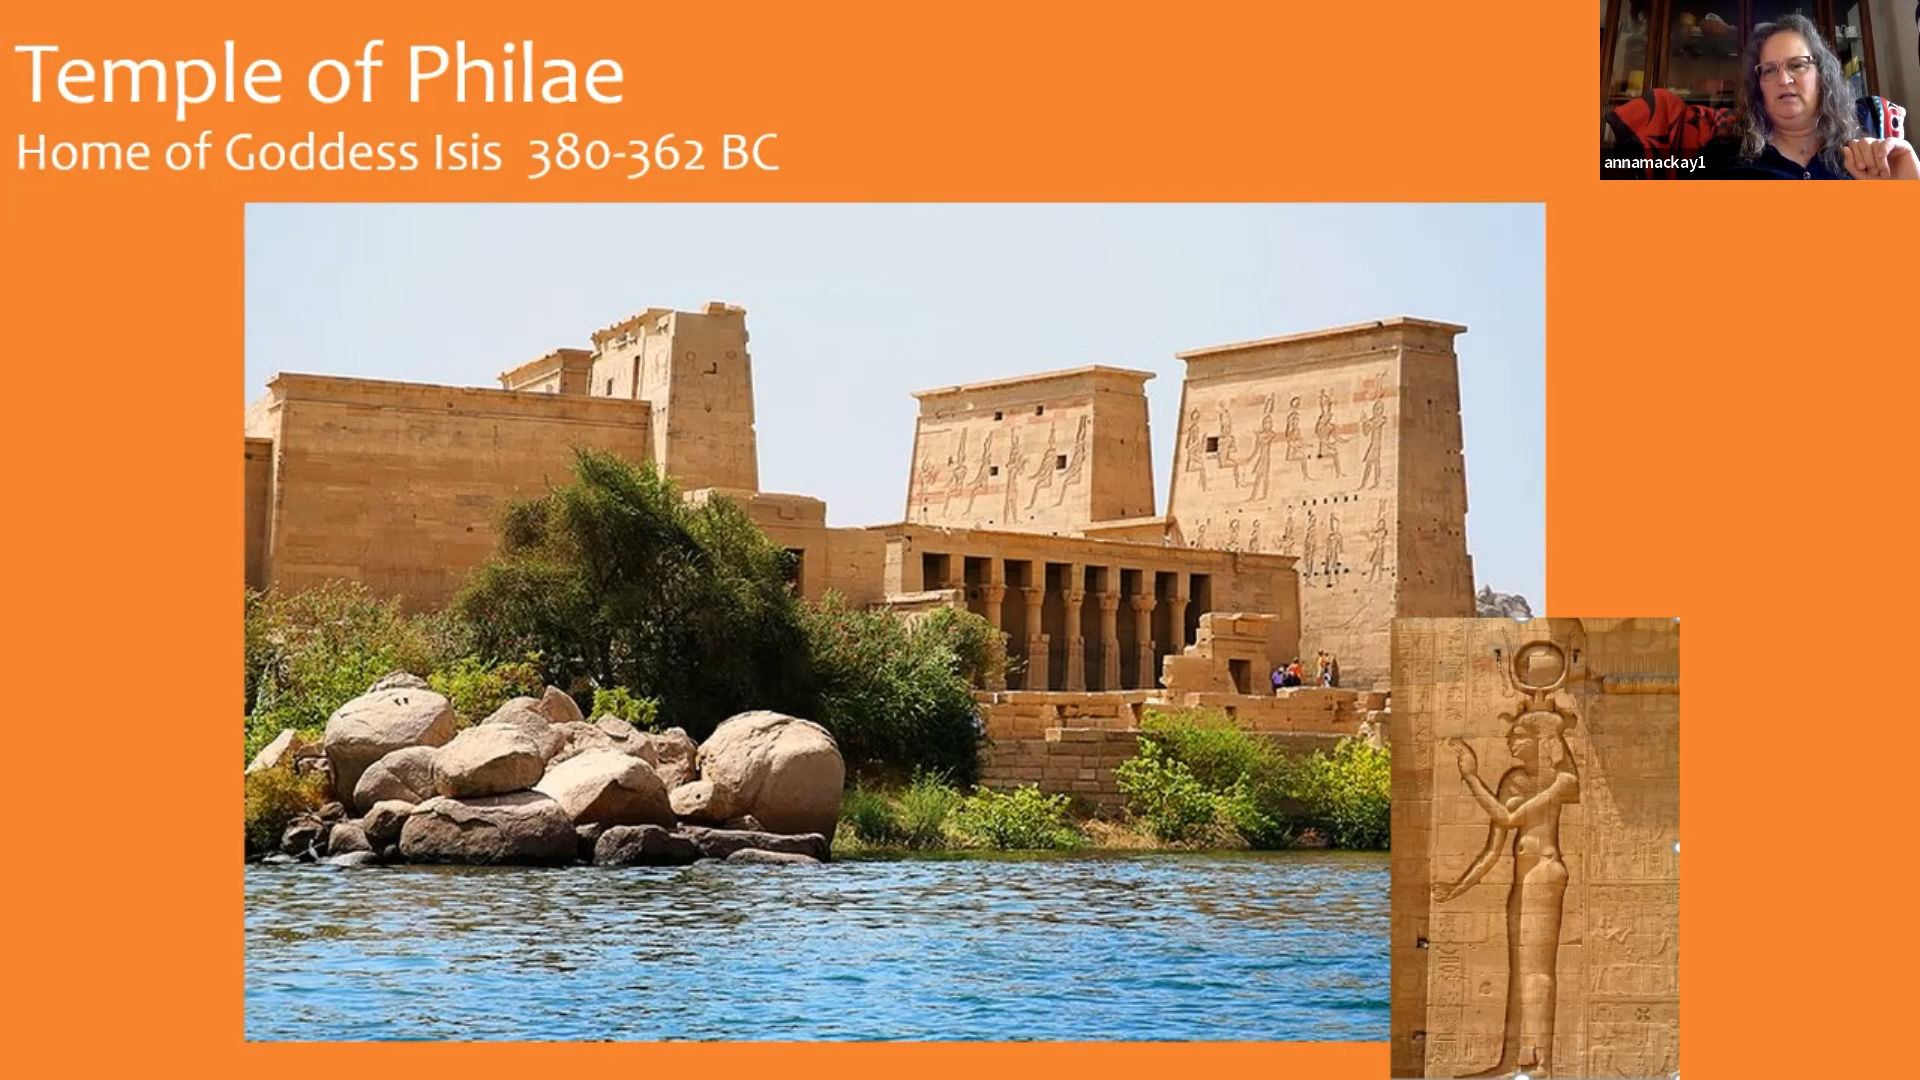 Temple of Philae
Home of Goddess Isis 380-362 BC
annamackay1